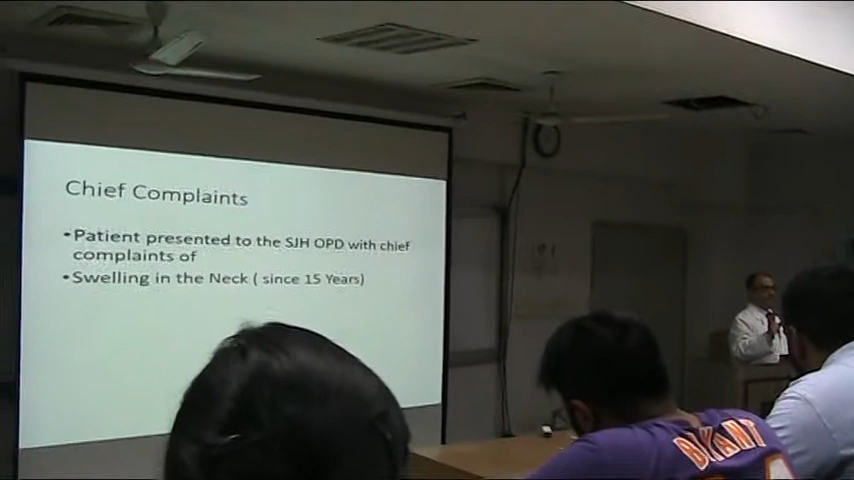 Chief Complaints
•Patient presented to the SJH OPD with chief
complaints of
•Swelling in the Neck ( since 15 Years)
BRYANT